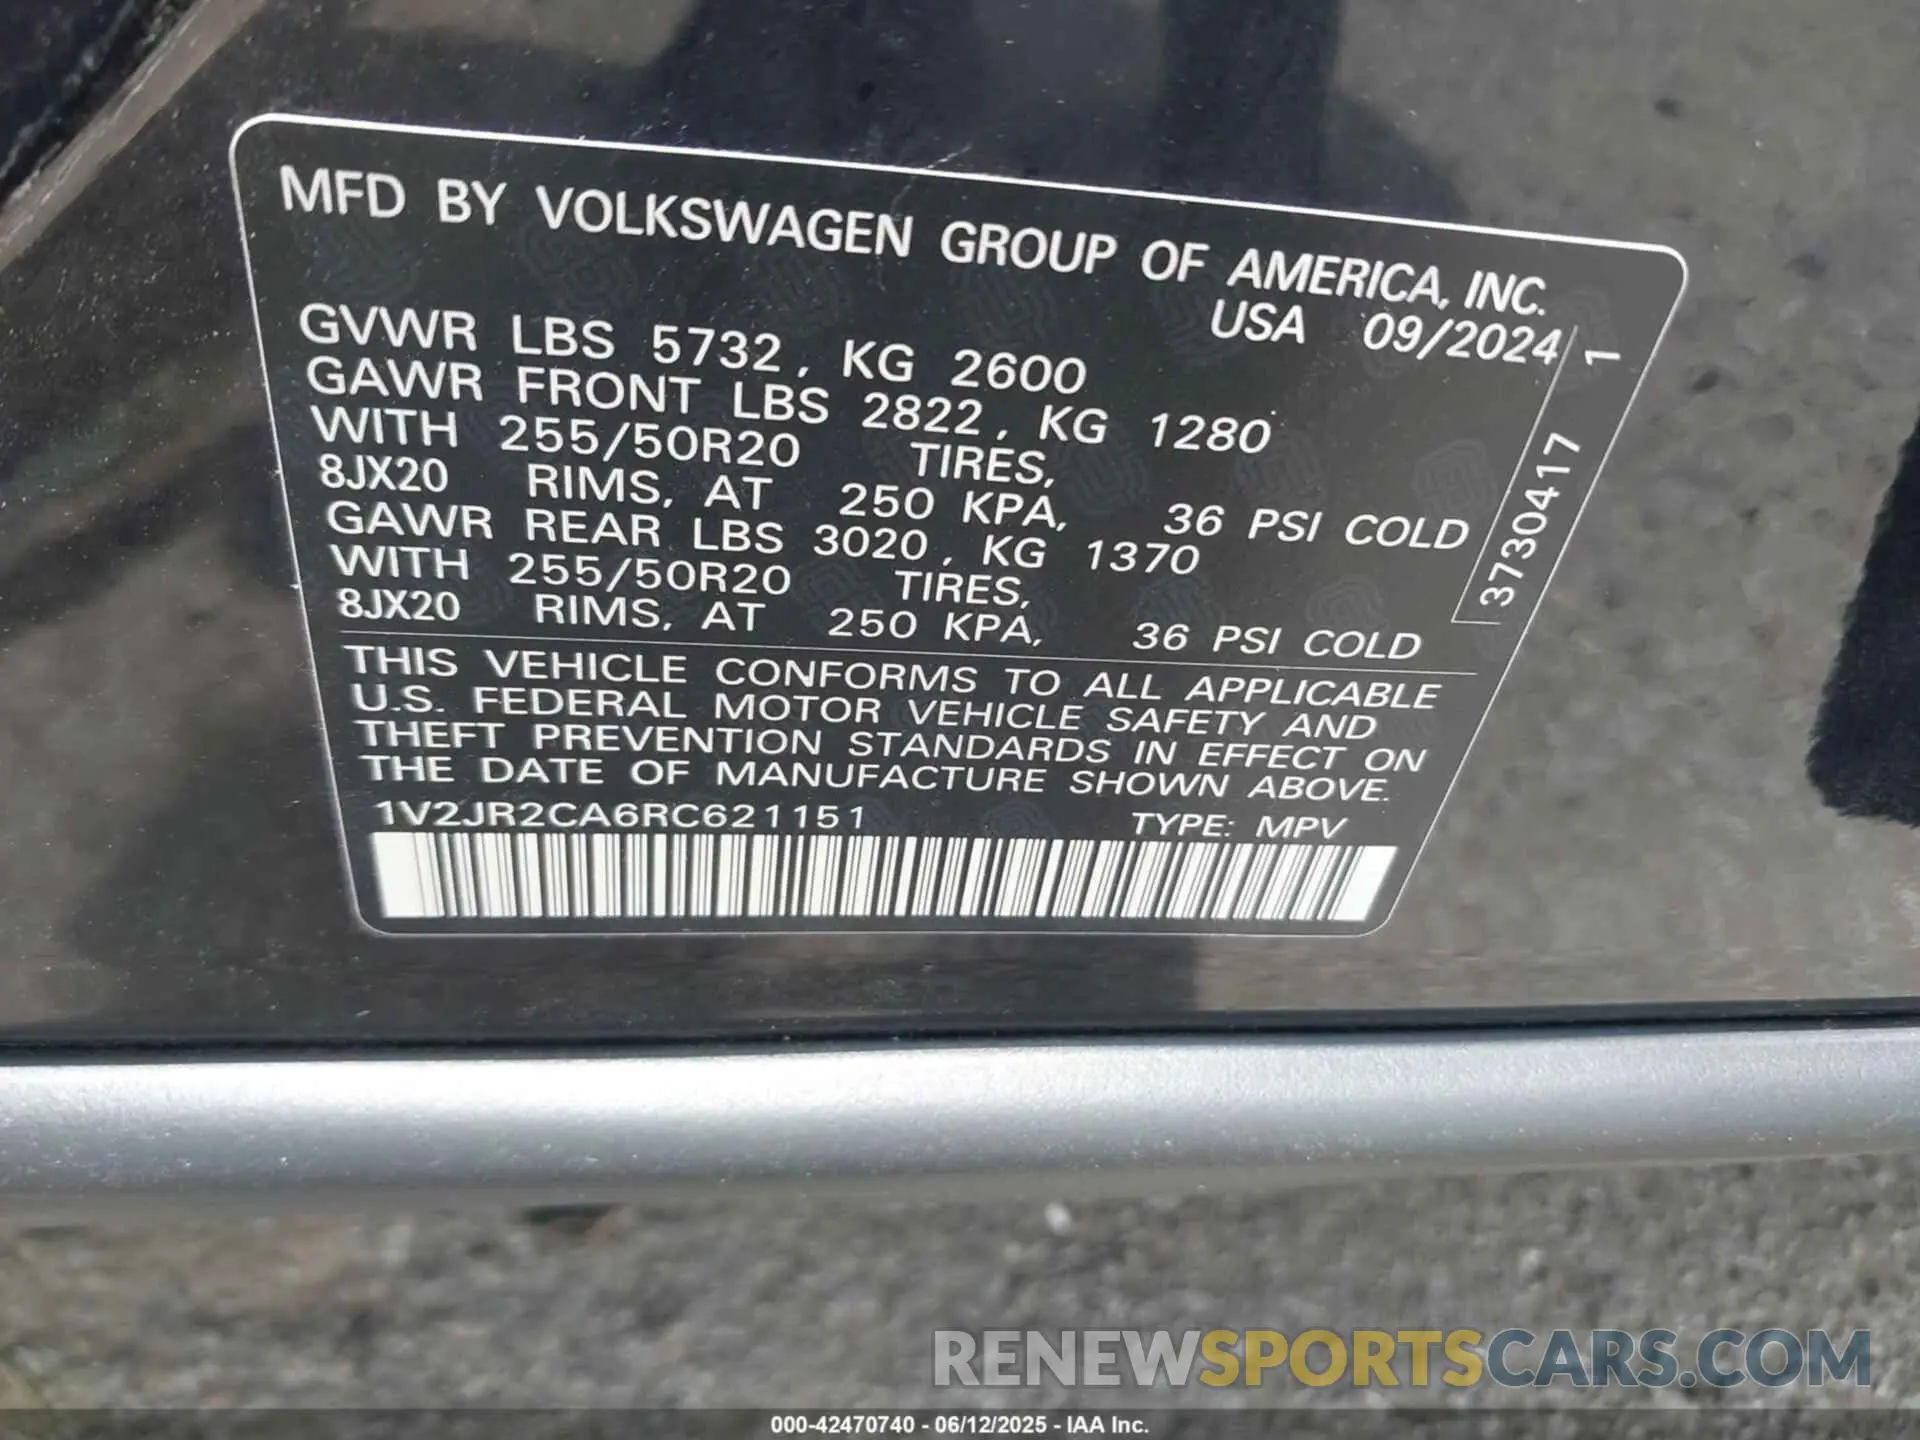 MFD BY VOLKSWAGEN GROUP OF AMERICA, INC.
USA 09/2024
GVWR LBS 5732, KG 2600
GAWR FRONT LBS 2822, KG 1280
WITH 255/50R20 TIRES,
8JX20 RIMS, AT 250 KPA, 36 PSI COLD
GAWR REAR LBS 3020, KG 1370
WITH 255/50R20 TIRES,
8JX20 RIMS, AT 250 KPA, 36 PSI COLD
3730417 1
THIS VEHICLE CONFORMS TO ALL APPLICABLE
U.S. FEDERAL MOTOR VEHICLE SAFETY AND
THEFT PREVENTION STANDARDS IN EFFECT ON
THE DATE OF MANUFACTURE SHOWN ABOVE.
1V2JR2CA6RC621151 TYPE: MPV
RENEWSPORTSCARS.COM
000-42470740 - 06/12/2025 - IAA Inc.